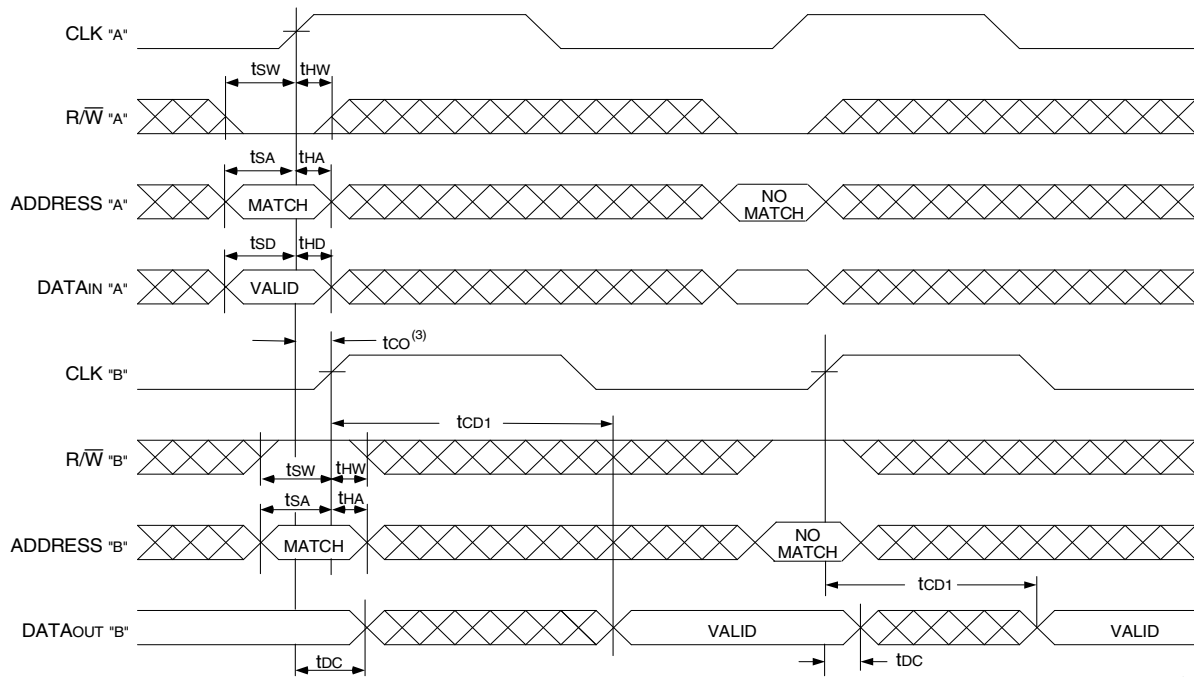 CLK "A"
tSW tHW
R/W̅ "A"
tSA tHA
ADDRESS "A" MATCH NO MATCH
tSD tHD
DATAIN "A" VALID
tCO(3)
CLK "B"
tCD1
R/W̅ "B"
tSW tHW
tSA tHA
ADDRESS "B" MATCH NO MATCH
tCD1
DATAOUT "B" VALID VALID
tDC tDC